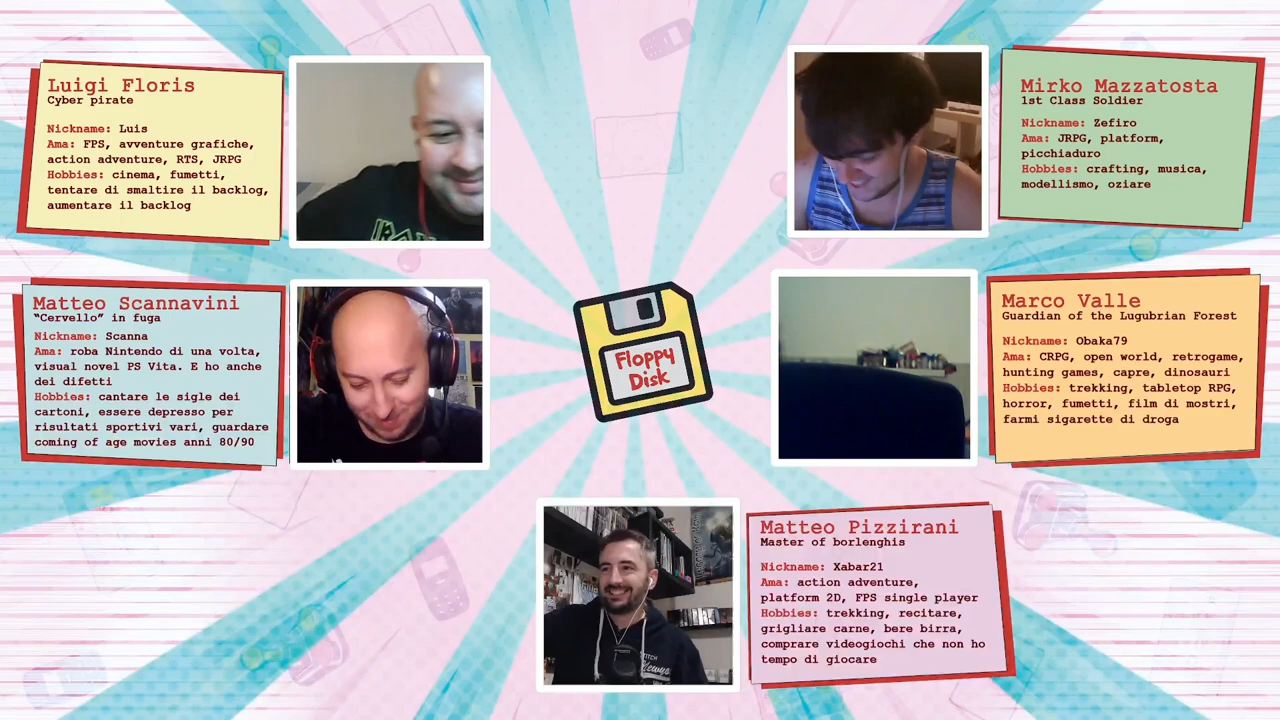 Luigi Floris
Cyber pirate
Nickname: Luis
Ama: FPS, avventure grafiche,
action adventure, RTS, JRPG
Hobbies: cinema, fumetti,
tentare di smaltire il backlog,
aumentare il backlog
Mirko Mazzatosta
1st Class Soldier
Nickname: Zefiro
Ama: JRPG, platform,
picchiaduro
Hobbies: crafting, musica,
modellismo, oziare
Matteo Scannavini
“Cervello” in fuga
Nickname: Scanna
Ama: roba Nintendo di una volta,
visual novel PS Vita. E ho anche
dei difetti
Hobbies: cantare le sigle dei
cartoni, essere depresso per
risultati sportivi vari, guardare
coming of age movies anni 80/90
Floppy
Disk
Marco Valle
Guardian of the Lugubrian Forest
Nickname: Obaka79
Ama: CRPG, open world, retrogame,
hunting games, capre, dinosauri
Hobbies: trekking, tabletop RPG,
horror, fumetti, film di mostri,
farmi sigarette di droga
Matteo Pizzirani
Master of borlenghis
Nickname: Xabar21
Ama: action adventure,
platform 2D, FPS single player
Hobbies: trekking, recitare,
grigliare carne, bere birra,
comprare videogiochi che non ho
tempo di giocare